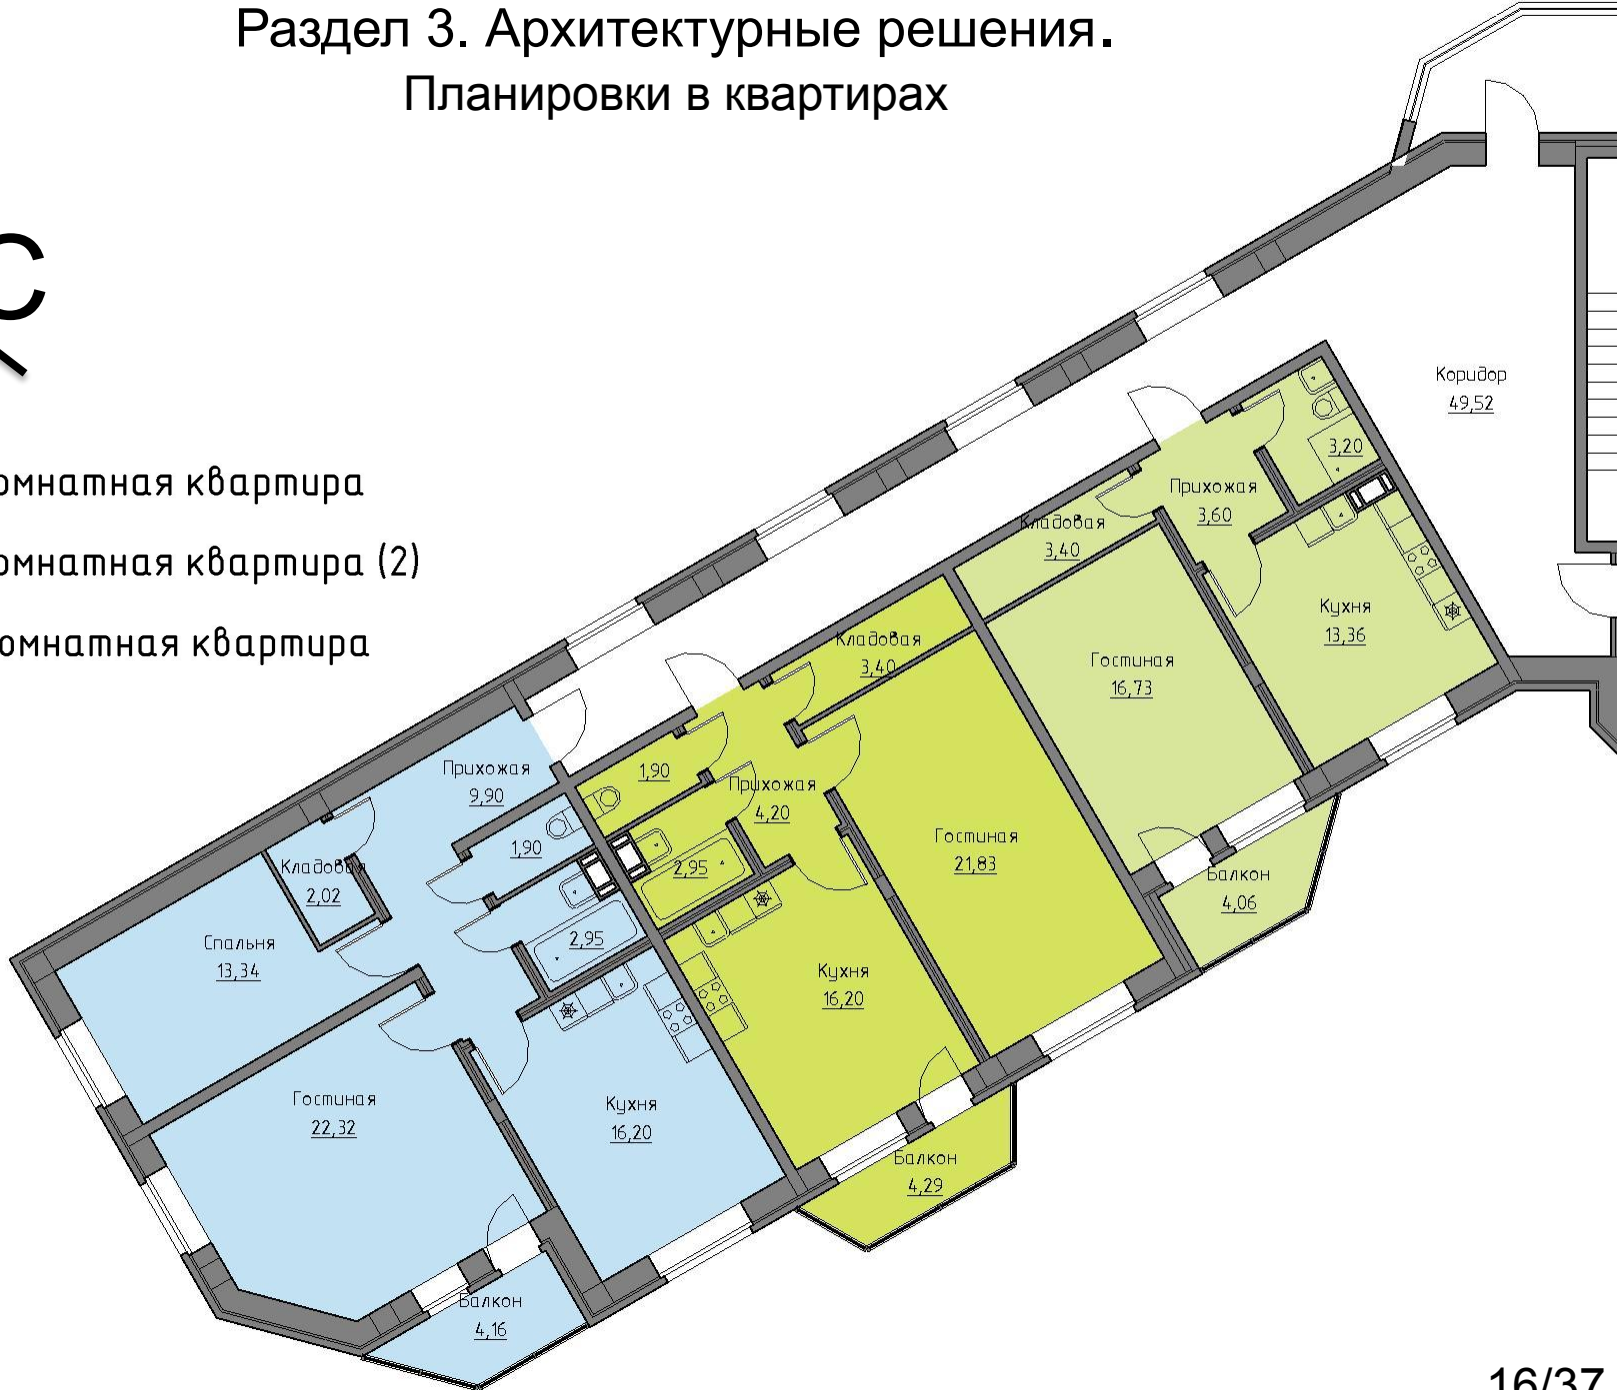 Раздел 3. Архитектурные решения.
Планировки в квартирах
С
омнатная квартира
омнатная квартира (2)
омнатная квартира
Коридор
49,52
3,20
Прихожая
3,60
Кладовая
3,40
Кухня
13,36
Гостиная
16,73
Балкон
4,06
Кладовая
3,40
1,90
Прихожая
4,20
2,95
Гостиная
21,83
Кухня
16,20
Балкон
4,29
Прихожая
9,90
1,90
Кладовая
2,02
2,95
Спальня
13,34
Гостиная
22,32
Кухня
16,20
Балкон
4,16
16/37